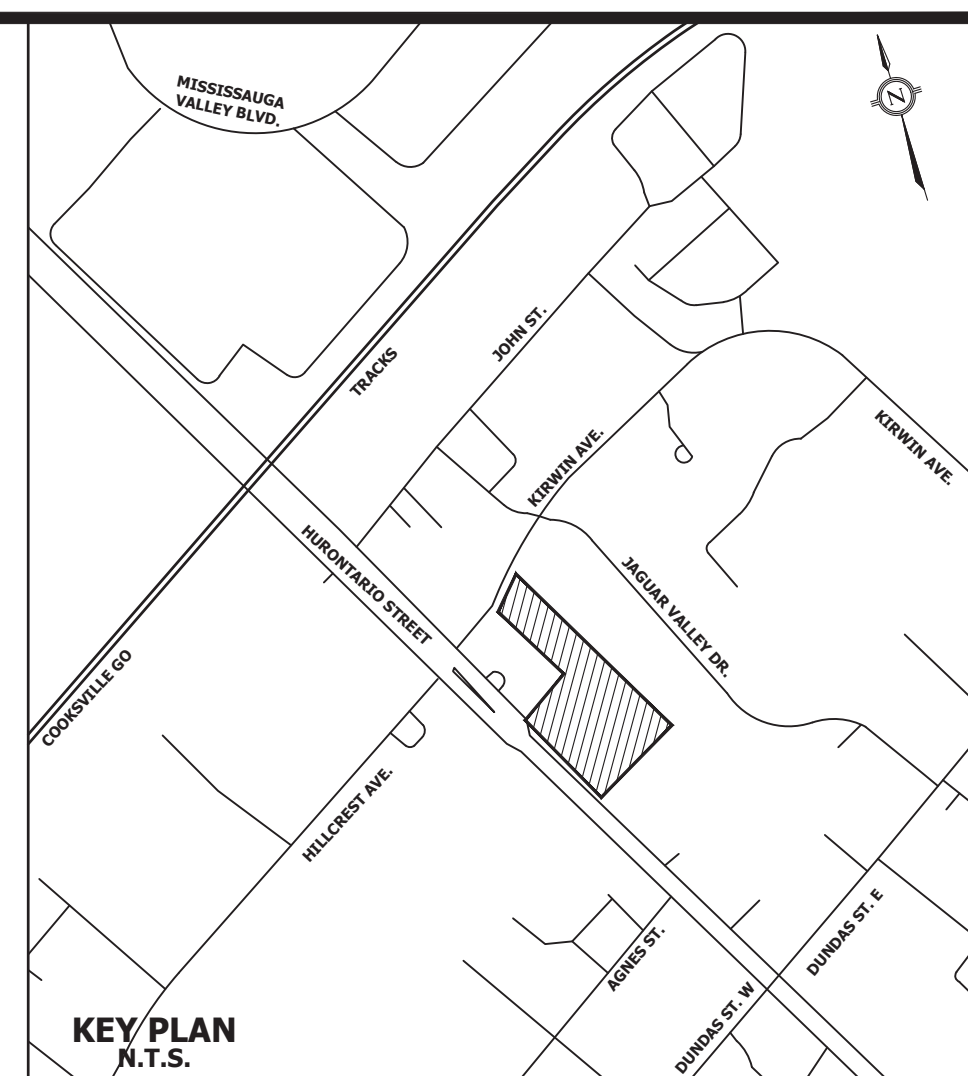 MISSISSAUGA
VALLEY BLVD.
N
JOHN ST.
TRACKS
KIRWIN AVE.
KIRWIN AVE.
HURONTARIO STREET
JAGUAR VALLEY DR.
COOKSVILLE GO
HILLCREST AVE.
DUNDAS ST. E
AGNES ST.
DUNDAS ST. W
KEY PLAN
N.T.S.